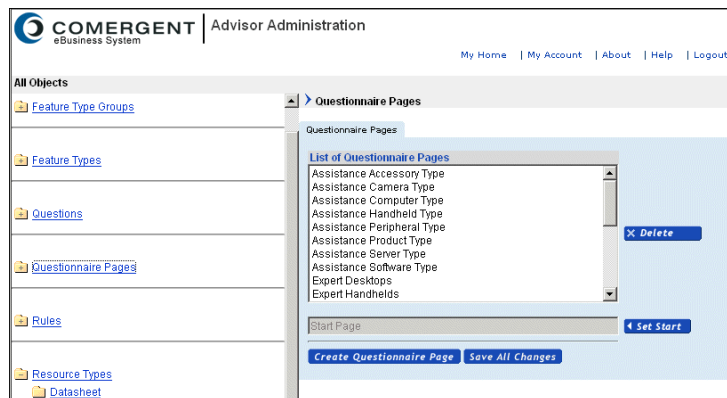 COMERGENT
eBusiness System
Advisor Administration
My Home | My Account | About | Help | Logout
All Objects
Feature Type Groups
Feature Types
Questions
Questionnaire Pages
Rules
Resource Types
Datasheet
Questionnaire Pages
Questionnaire Pages
List of Questionnaire Pages
Assistance Accessory Type
Assistance Camera Type
Assistance Computer Type
Assistance Handheld Type
Assistance Peripheral Type
Assistance Product Type
Assistance Server Type
Assistance Software Type
Expert Desktops
Expert Handhelds
X Delete
Start Page
Set Start
Create Questionnaire Page
Save All Changes